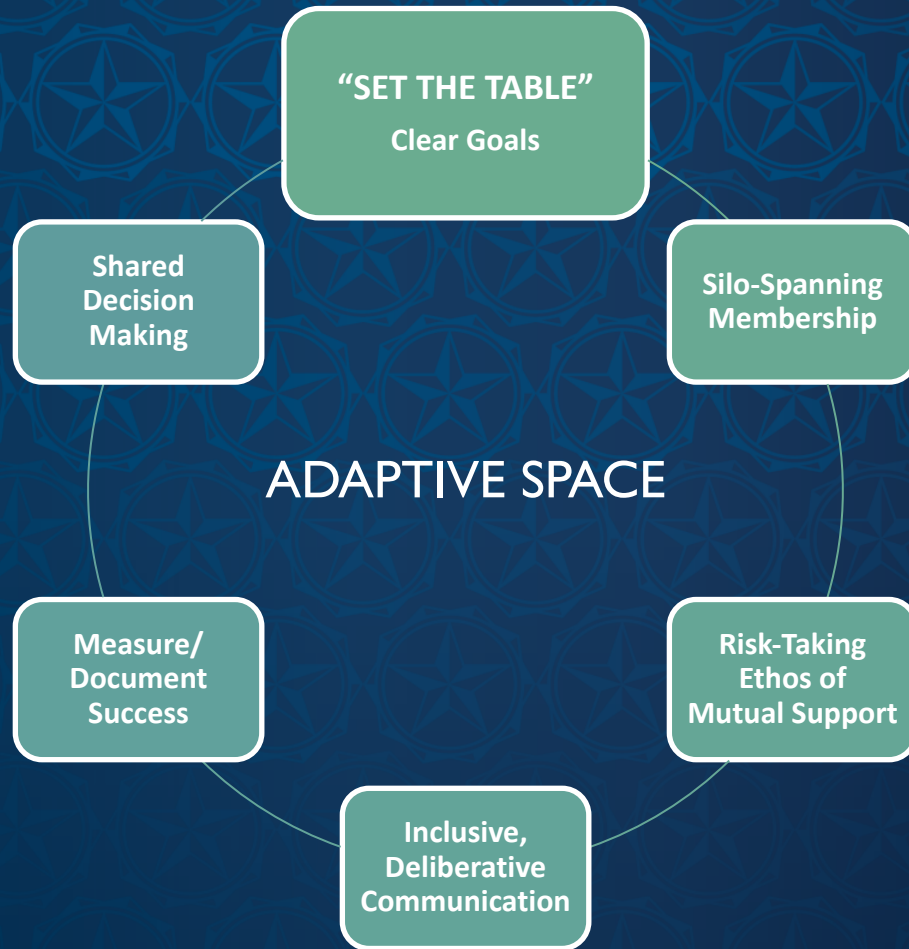 “SET THE TABLE”
Clear Goals
Silo-Spanning
Membership
Risk-Taking
Ethos of
Mutual Support
Inclusive,
Deliberative
Communication
Measure/
Document
Success
Shared
Decision
Making
ADAPTIVE SPACE